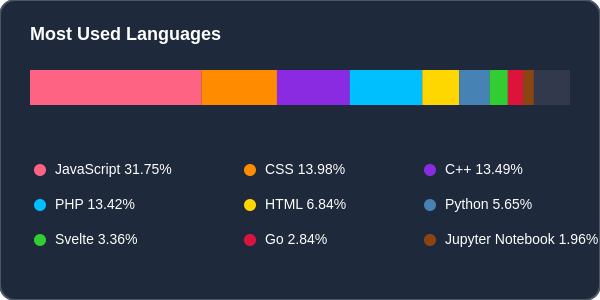 Most Used Languages
JavaScript 31.75% CSS 13.98% C++ 13.49%
PHP 13.42% HTML 6.84% Python 5.65%
Svelte 3.36% Go 2.84% Jupyter Notebook 1.96%